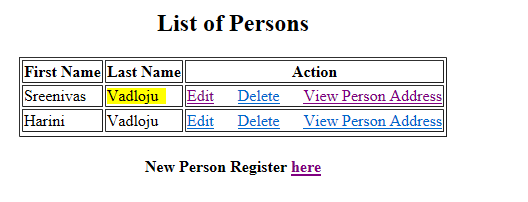 List of Persons
First Name Last Name Action
Sreenivas Vadloju Edit Delete View Person Address
Harini Vadloju Edit Delete View Person Address
New Person Register here